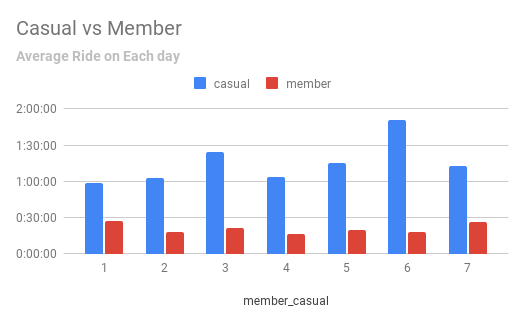 Casual vs Member
Average Ride on Each day
casual member
2:00:00
1:30:00
1:00:00
0:30:00
0:00:00
1 2 3 4 5 6 7
member_casual